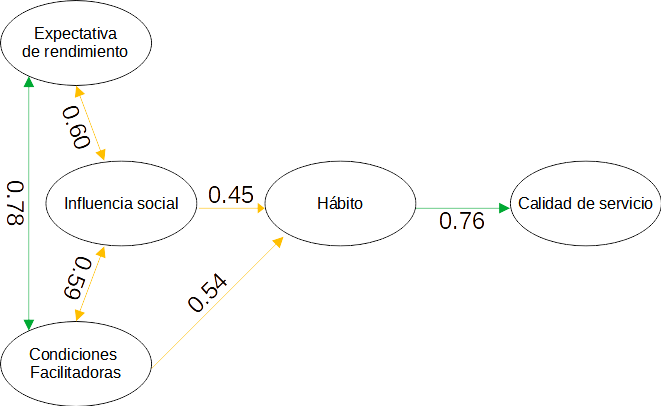 Expectativa
de rendimiento
0.60
0.78
Influencia social
0.45
Hábito
0.76
Calidad de servicio
0.59
0.54
Condiciones
Facilitadoras